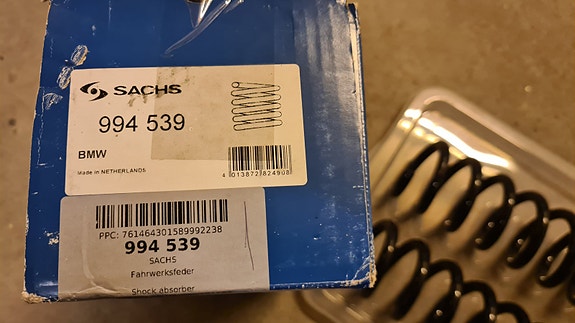 SACHS
994 539
BMW
Made in NETHERLANDS
4 013872 824908
PPC: 761464301589992238
994 539
SACHS
Fahrwerksfeder
Shock absorber